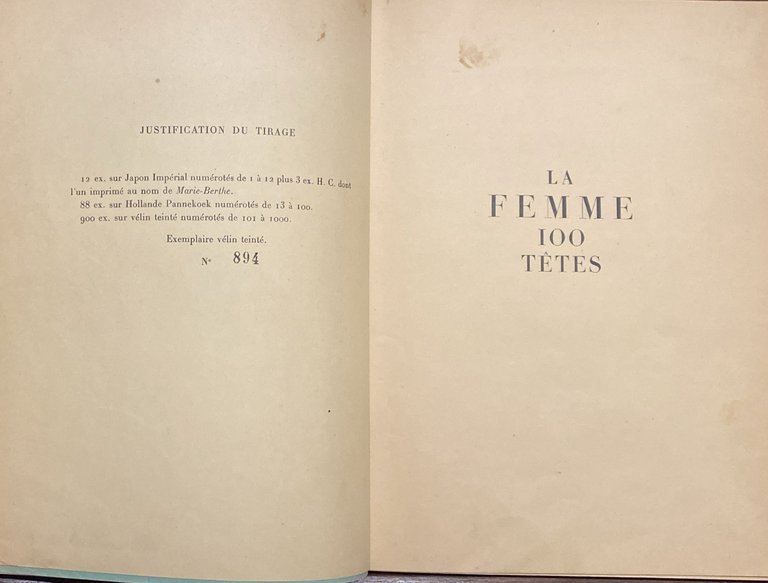 JUSTIFICATION DU TIRAGE
12 ex. sur Japon Impérial numérotés de 1 à 12 plus 3 ex. H. C. dont
l'un imprimé au nom de Marie-Berthe.
88 ex. sur Hollande Pannekoek numérotés de 13 à 100.
900 ex. sur vélin teinté numérotés de 101 à 1000.
Exemplaire vélin teinté.
Nº 894
LA
FEMME
100
TÊTES